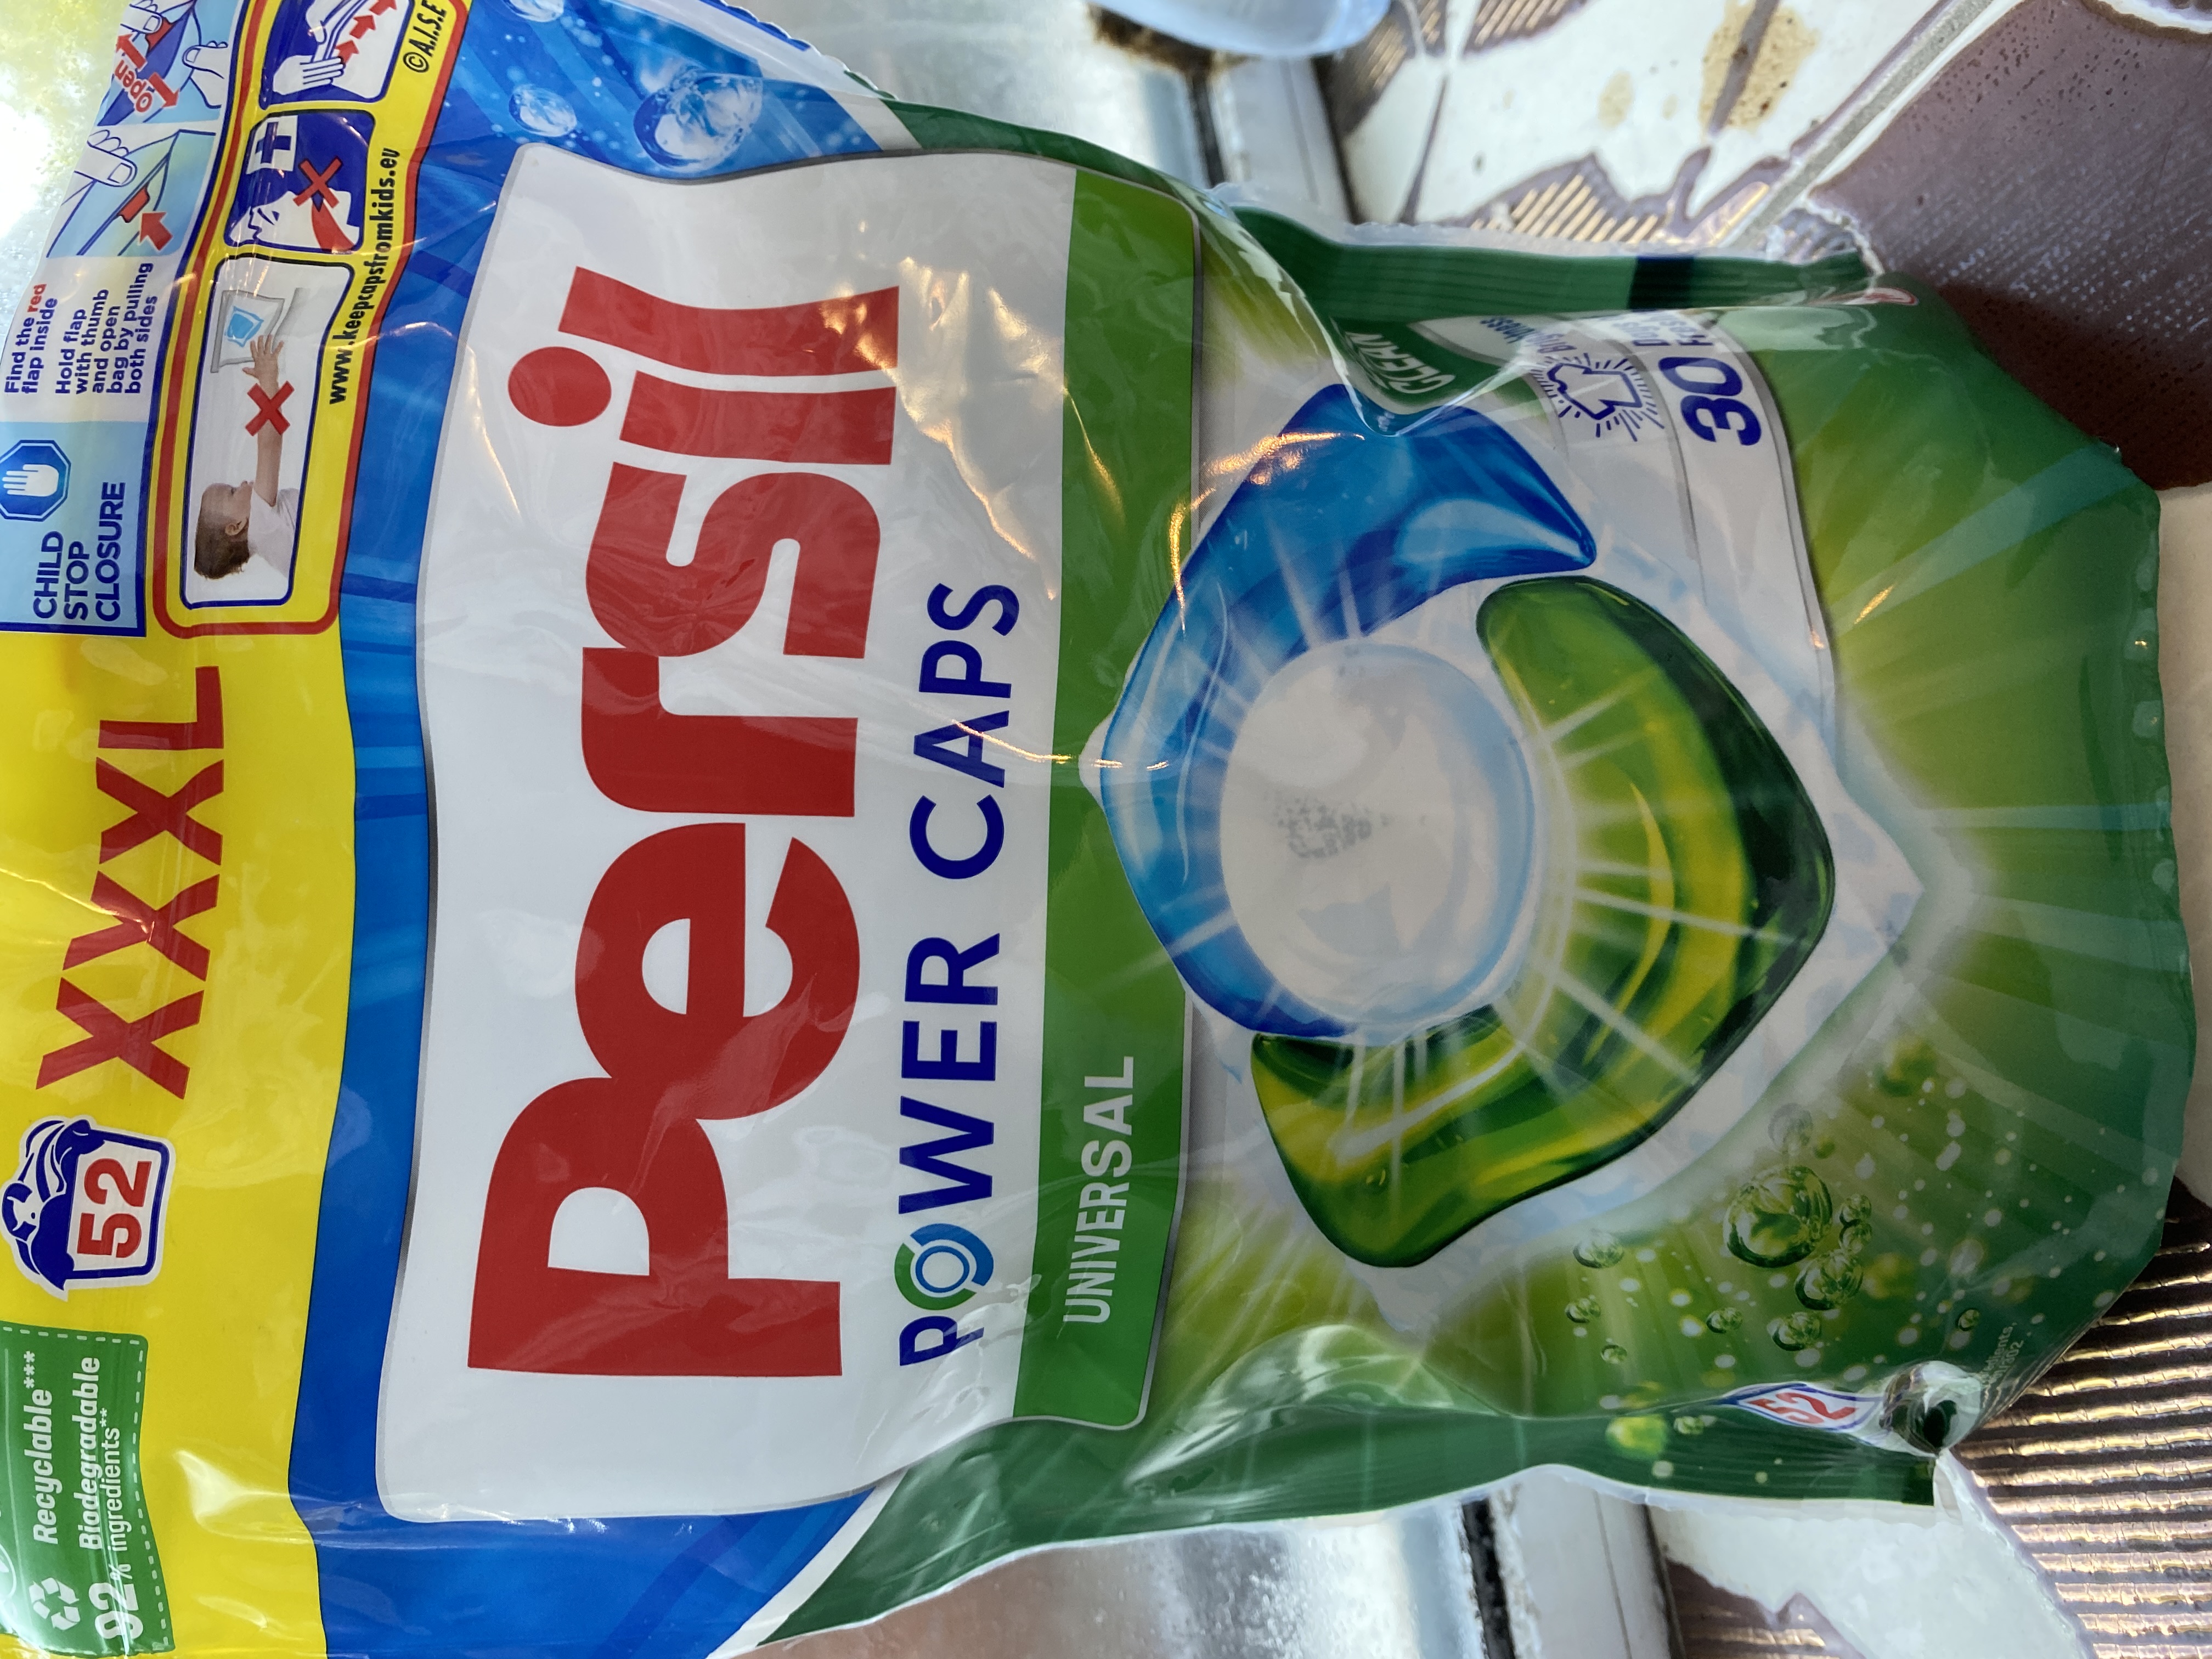 Recyclable***
Biodegradable
92% ingredients**
52
XXXL
CHILD
STOP
CLOSURE
Find the red
flap inside
Hold flap
with thumb
and open
bag by pulling
both sides
Open
©A.I.S.E
www.keepcapsfromkids.eu
Persil
POWER CAPS
UNIVERSAL
CLEAN
30
52